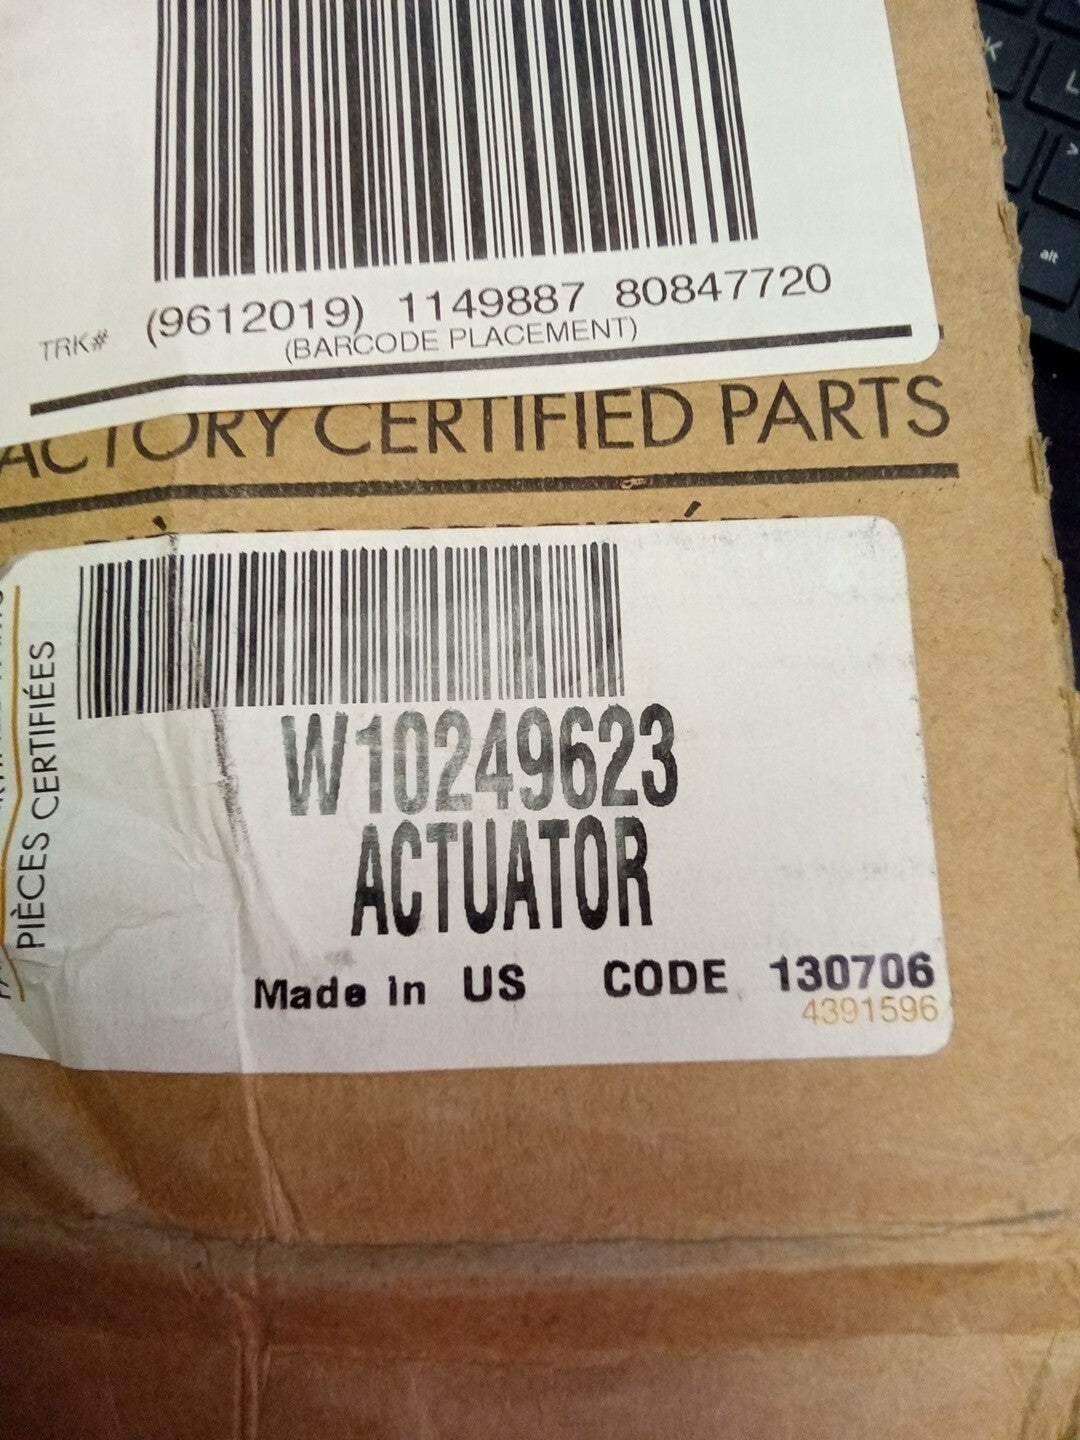 (9612019) 1149887 80847720
TRK#
(BARCODE PLACEMENT)
ACTORY CERTIFIED PARTS
PIÈCES CERTIFIÉES
W10249623
ACTUATOR
Made in US CODE 130706
4391596
K
L
alt